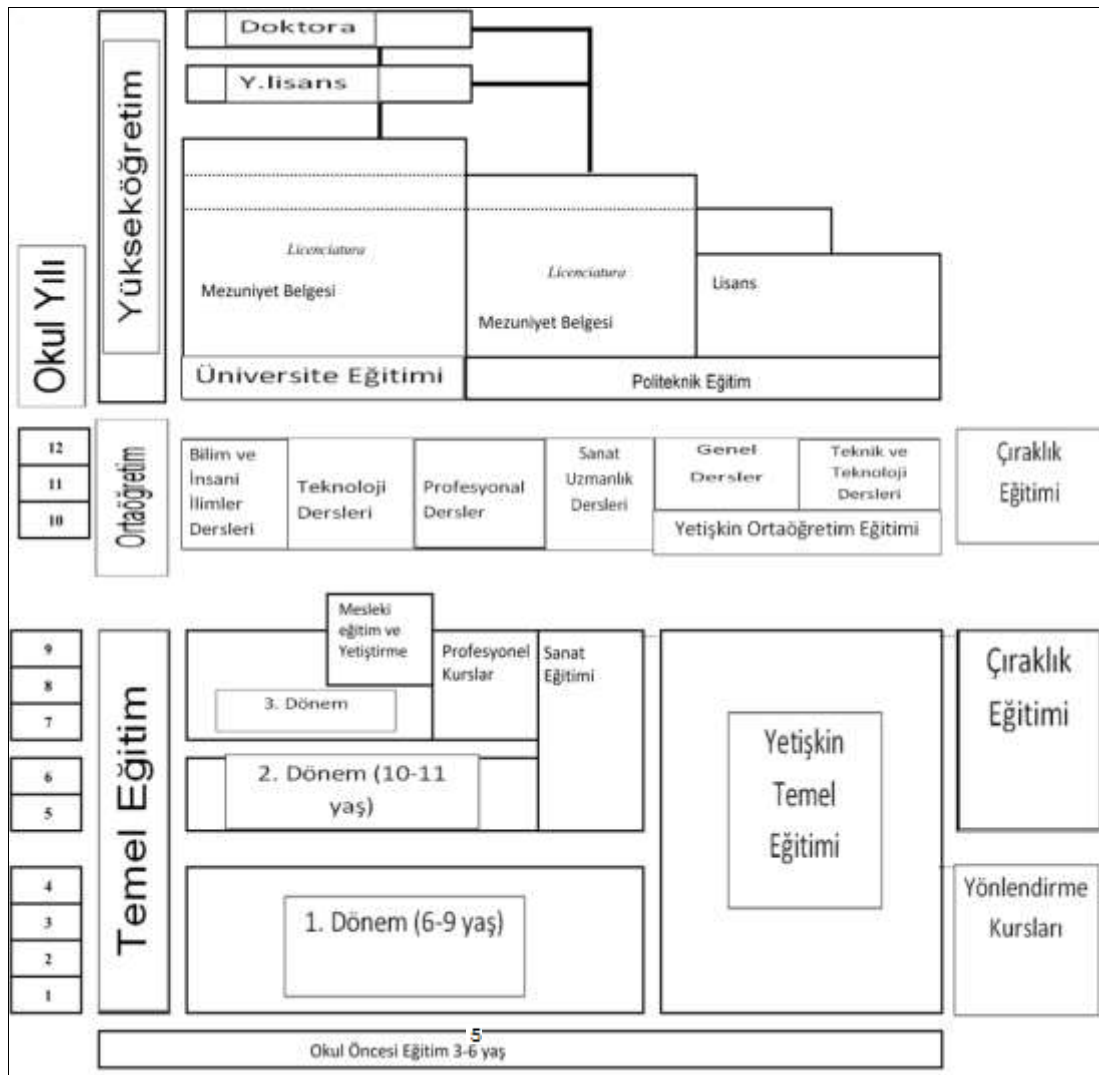 Doktora
Y.lisans
Yükseköğretim
Okul Yılı
Licenciatura
Mezuniyet Belgesi
Licenciatura
Mezuniyet Belgesi
Lisans
Üniversite Eğitimi
Politeknik Eğitim
12
11
10
Ortaöğretim
Bilim ve
İnsani
İlimler
Dersleri
Teknoloji
Dersleri
Profesyonal
Dersler
Sanat
Uzmanlık
Dersleri
Genel
Dersler
Teknik ve
Teknoloji
Dersleri
Yetişkin Ortaöğretim Eğitimi
Çıraklık
Eğitimi
9
8
7
6
5
4
3
2
1
Temel Eğitim
Mesleki
eğitim ve
Yetiştirme
3. Dönem
Profesyonel
Kurslar
Sanat
Eğitimi
2. Dönem (10-11
yaş)
1. Dönem (6-9 yaş)
Yetişkin
Temel
Eğitimi
Çıraklık
Eğitimi
Yönlendirme
Kursları
5
Okul Öncesi Eğitim 3-6 yaş